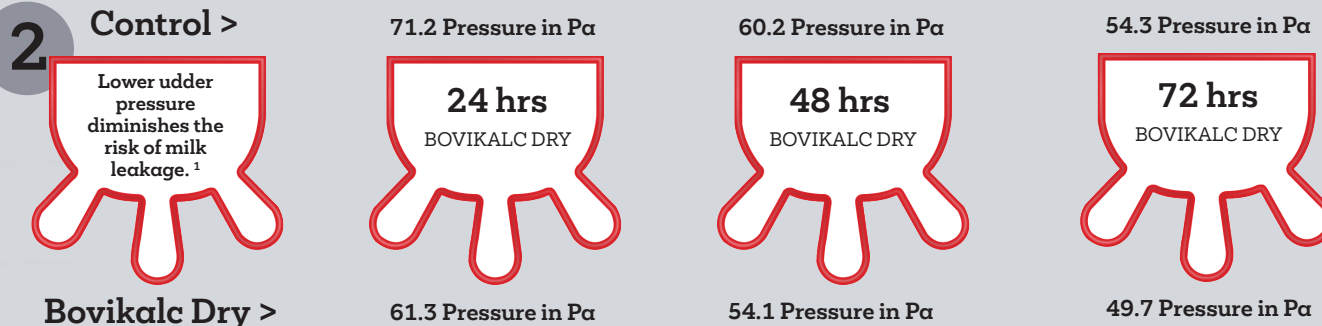 2
Control >
71.2 Pressure in Pa
60.2 Pressure in Pa
54.3 Pressure in Pa
Lower udder
pressure
diminishes the
risk of milk
leakage. 1
24 hrs
BOVIKALC DRY
48 hrs
BOVIKALC DRY
72 hrs
BOVIKALC DRY
Bovikalc Dry >
61.3 Pressure in Pa
54.1 Pressure in Pa
49.7 Pressure in Pa